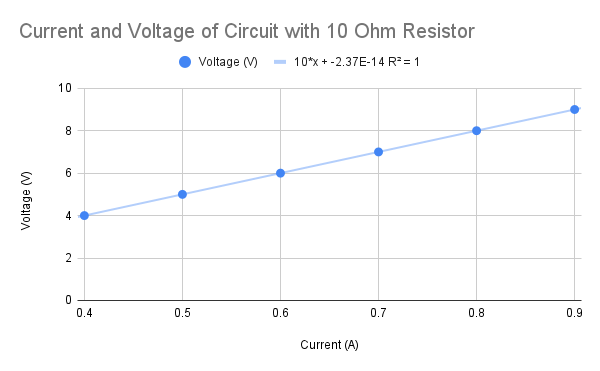 Current and Voltage of Circuit with 10 Ohm Resistor
Voltage (V) 10*x + -2.37E-14 R² = 1
10
8
6
4
2
0
Voltage (V)
0.4 0.5 0.6 0.7 0.8 0.9
Current (A)